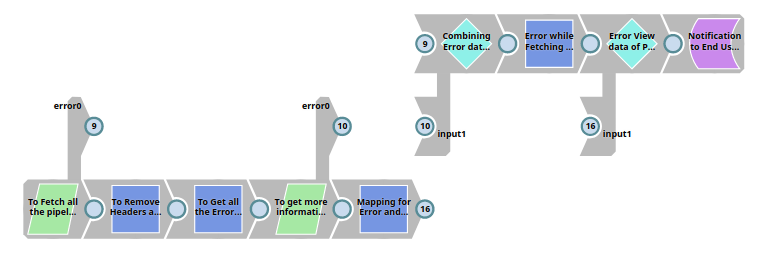 9
Combining
Error dat...
Error while
Fetching ...
Error View
data of P...
Notification
to End Us...
error0
9
error0
10
10
input1
16
input1
To Fetch all
the pipel...
To Remove
Headers a...
To Get all
the Error...
To get more
informati...
Mapping for
Error and...
16